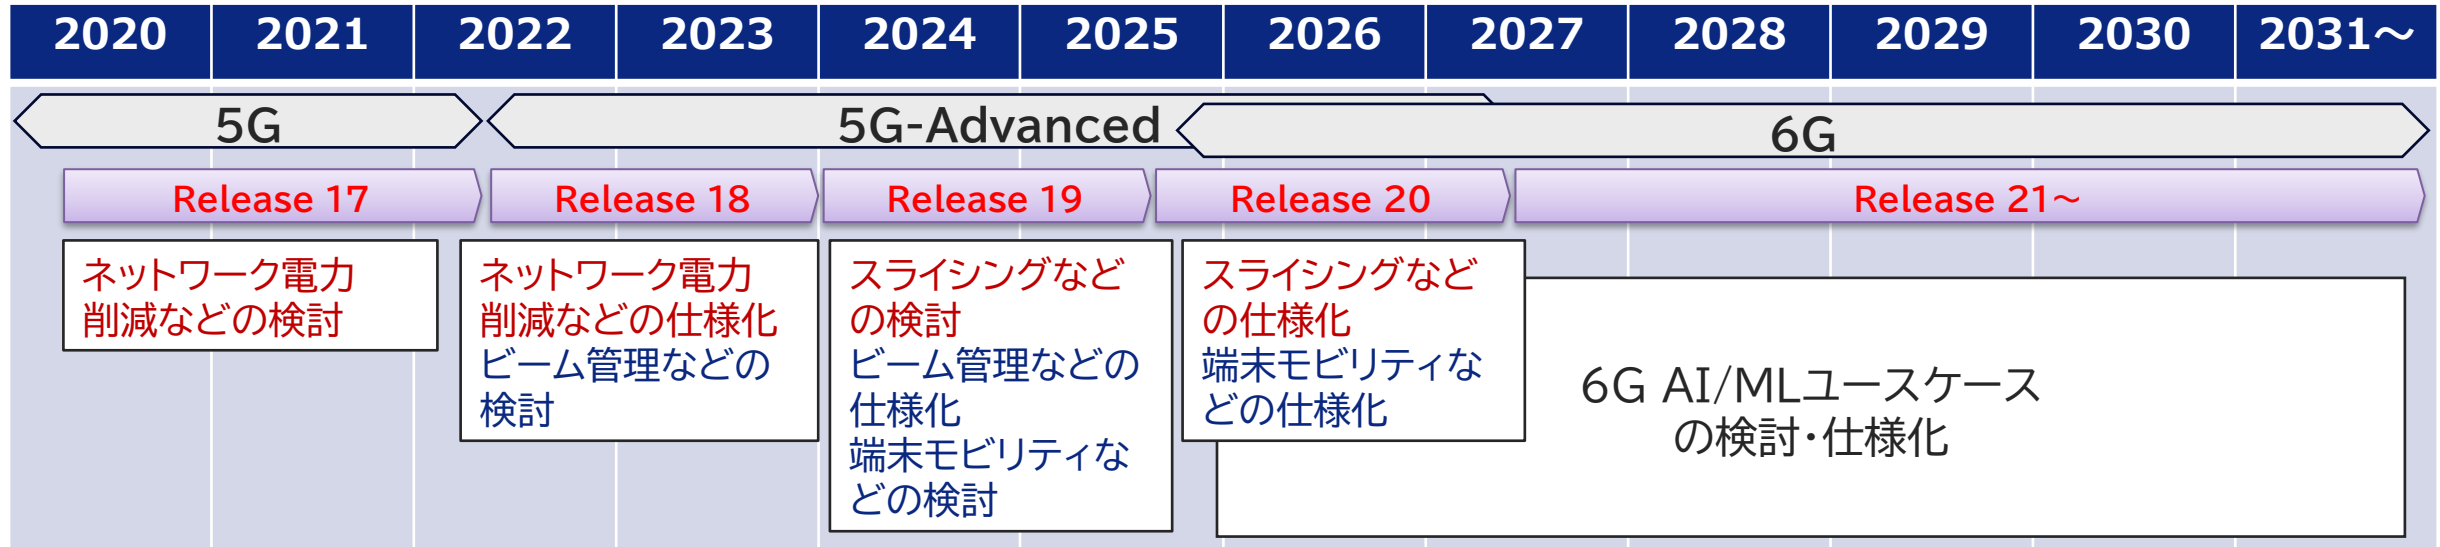 2020 2021 2022 2023 2024 2025 2026 2027 2028 2029 2030 2031～
5G 5G-Advanced 6G
Release 17 Release 18 Release 19 Release 20 Release 21~
ネットワーク電力
削減などの検討
ネットワーク電力
削減などの仕様化
ビーム管理などの
検討
スライシングなど
の検討
ビーム管理などの
仕様化
端末モビリティな
どの検討
スライシングなど
の仕様化
端末モビリティな
どの仕様化
6G AI/MLユースケース
の検討・仕様化